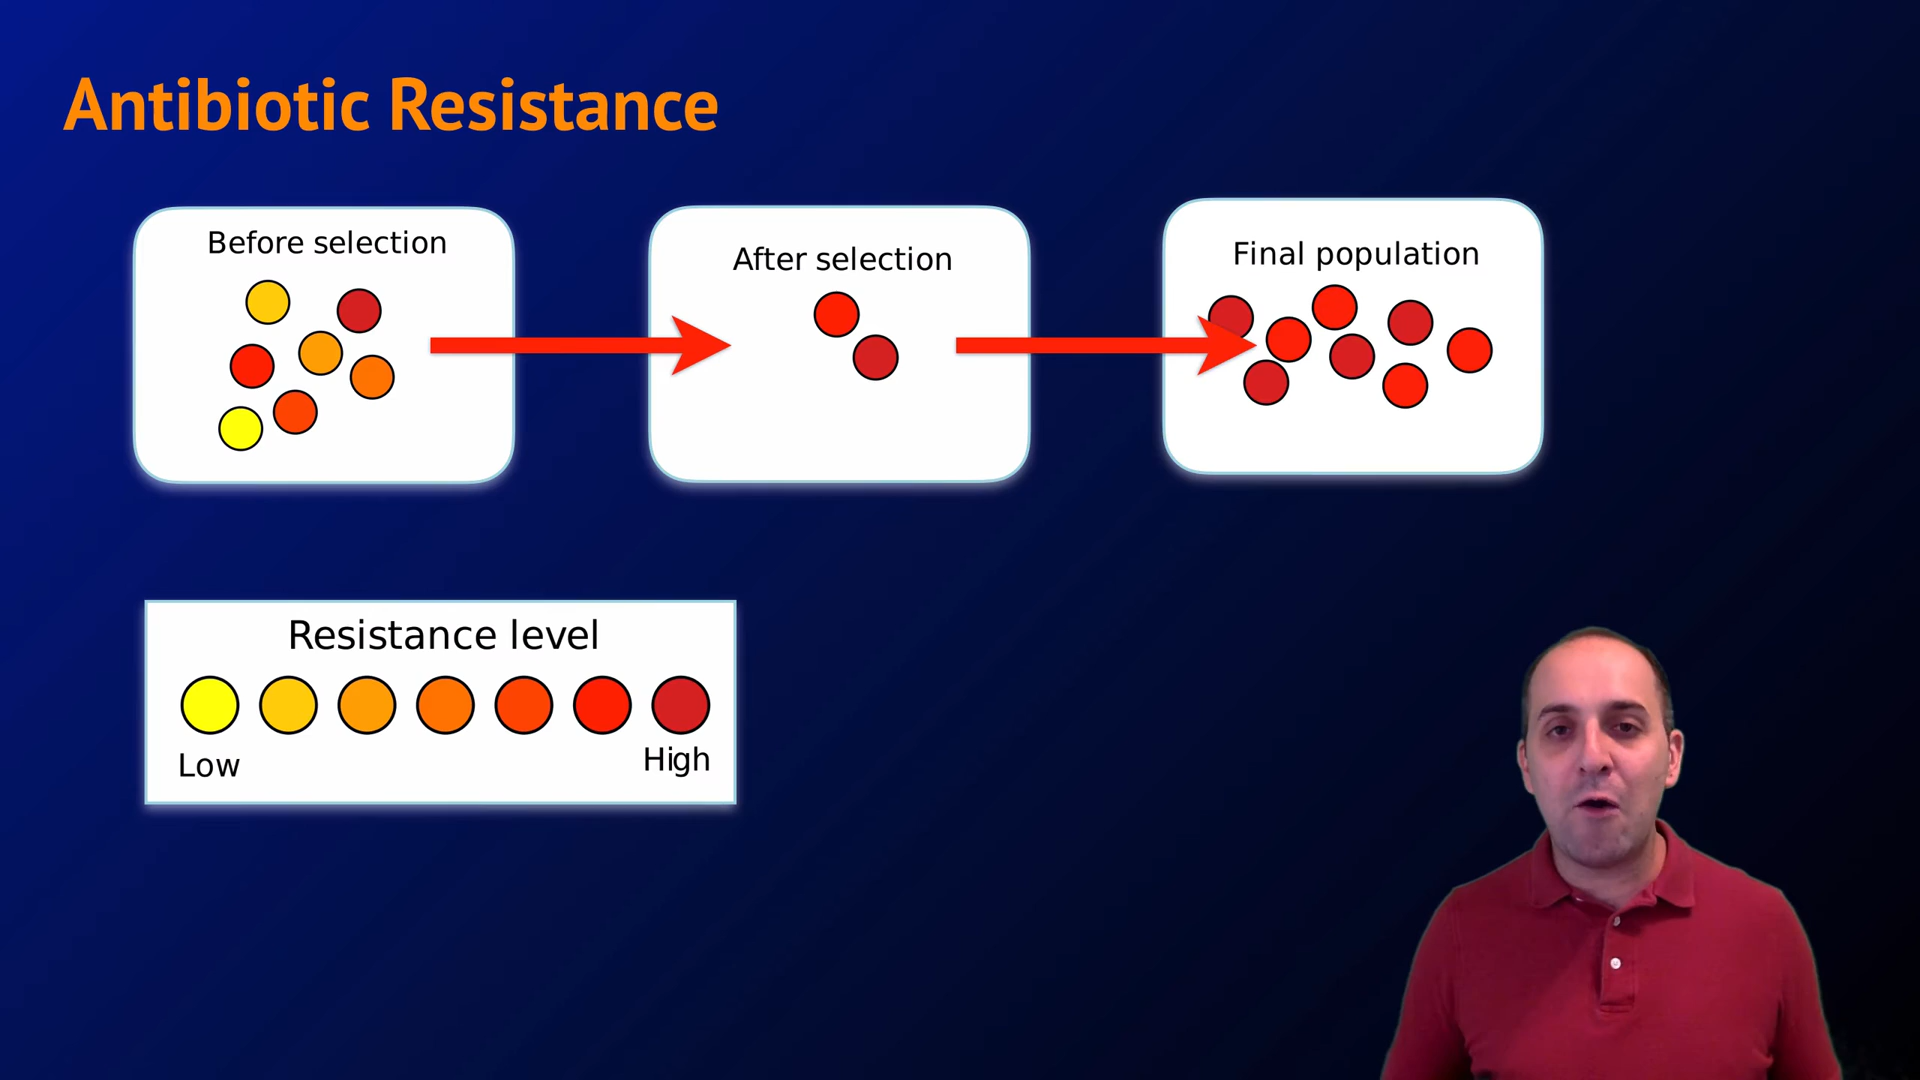 Antibiotic Resistance
Before selection
After selection
Final population
Resistance level
Low
High